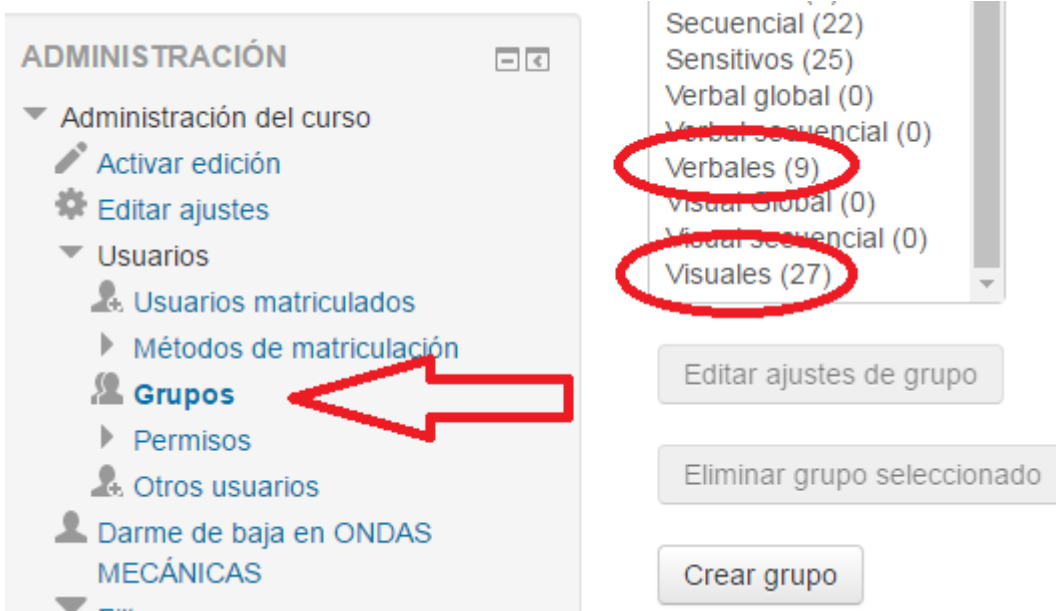 ADMINISTRACIÓN
Administración del curso
Activar edición
Editar ajustes
Usuarios
Usuarios matriculados
Métodos de matriculación
Grupos
Permisos
Otros usuarios
Darme de baja en ONDAS
MECÁNICAS
Secuencial (22)
Sensitivos (25)
Verbal global (0)
Verbal secuencial (0)
Verbales (9)
Visual Global (0)
Visual secuencial (0)
Visuales (27)
Editar ajustes de grupo
Eliminar grupo seleccionado
Crear grupo